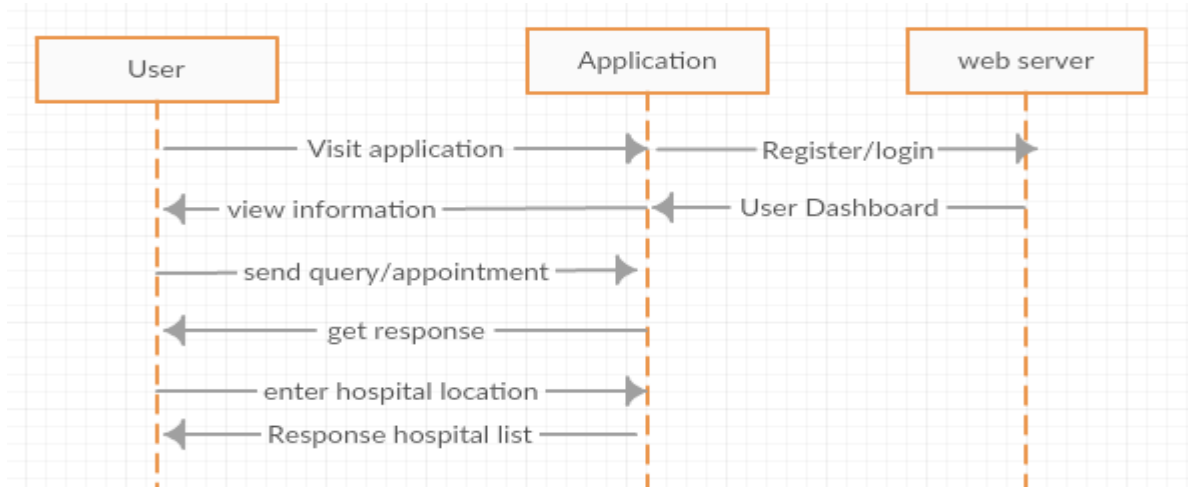 User
Application
web server
Visit application
Register/login
view information
User Dashboard
send query/appointment
get response
enter hospital location
Response hospital list